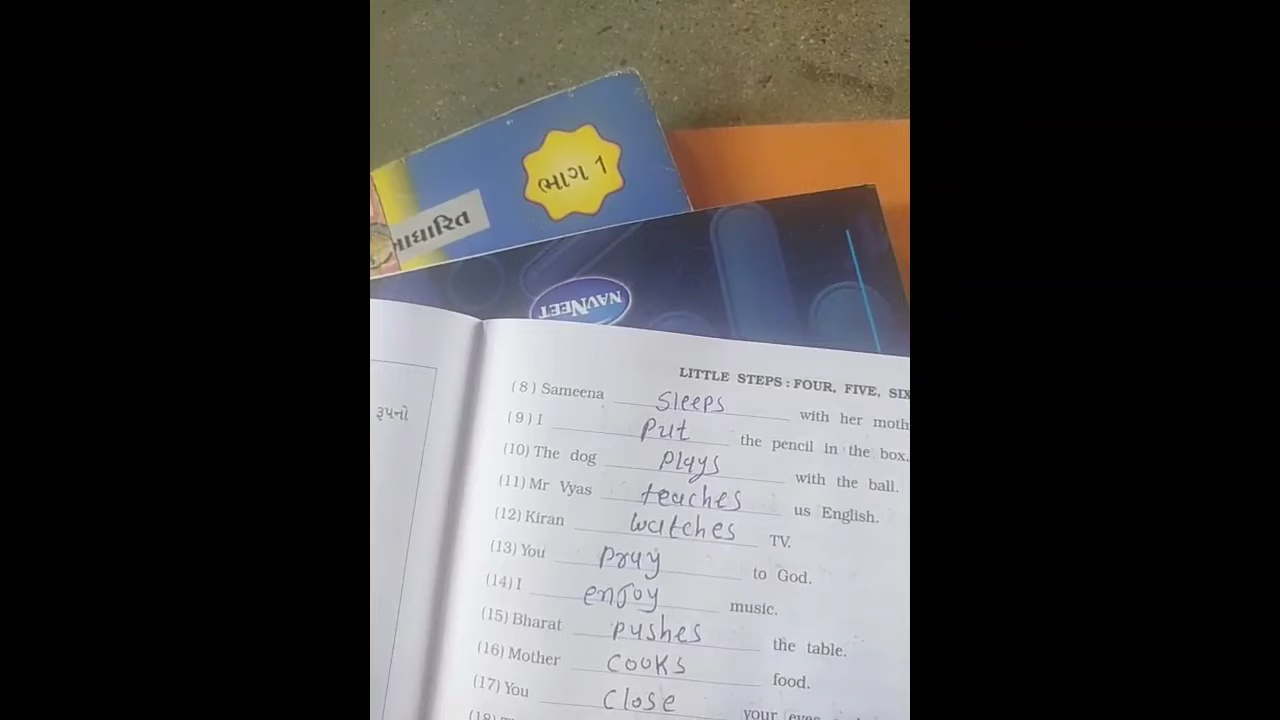 ભાગ 1
આધારિત
NAVNEET
LITTLE STEPS : FOUR, FIVE, SIX
રૂપનો
(8) Sameena sleeps with her moth
(9) I put the pencil in the box.
(10) The dog plays with the ball.
(11) Mr Vyas teaches us English.
(12) Kiran watches TV.
(13) You pray to God.
(14) I enjoy music.
(15) Bharat pushes the table.
(16) Mother cooks food.
(17) You close your eyes